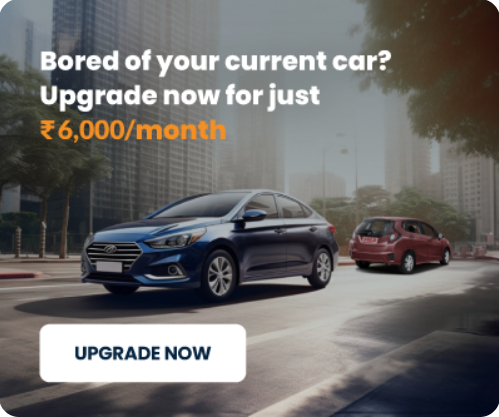 Bored of your current car?
Upgrade now for just
₹6,000/month
UPGRADE NOW